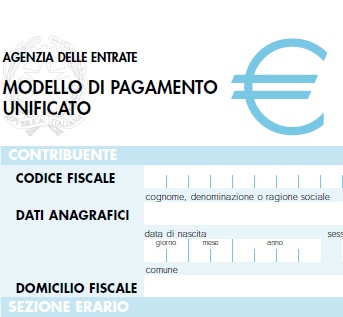 AGENZIA DELLE ENTRATE
MODELLO DI PAGAMENTO
UNIFICATO
CONTRIBUENTE
CODICE FISCALE
cognome, denominazione o ragione sociale
DATI ANAGRAFICI
data di nascita
giorno mese anno
comune
DOMICILIO FISCALE
SEZIONE ERARIO